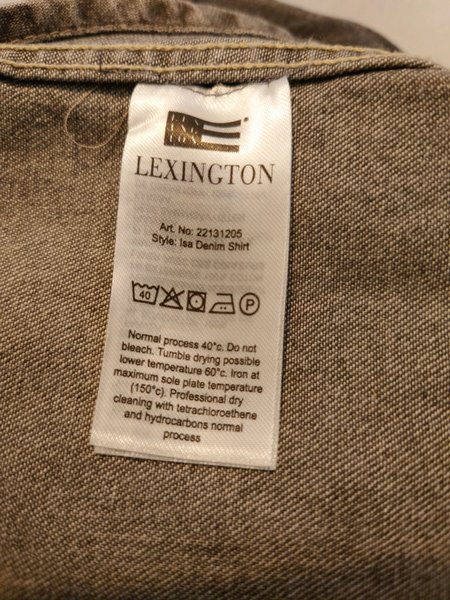 LEXINGTON
Art. No: 22131205
Style: Isa Denim Shirt
40 P
Normal process 40°c. Do not
bleach. Tumble drying possible
lower temperature 60°c. Iron at
maximum sole plate temperature
(150°c). Professional dry
cleaning with tetrachloroethene
and hydrocarbons normal
process